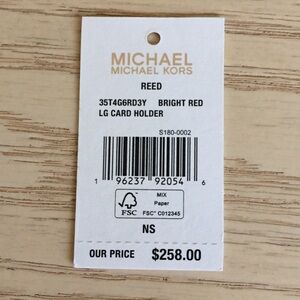 MICHAEL
MICHAEL KORS
REED
35T4G6RD3Y BRIGHT RED
LG CARD HOLDER
S180-0002
1 96237 92054 6
FSC
MIX
Paper
FSC™ C012345
NS
OUR PRICE $258.00